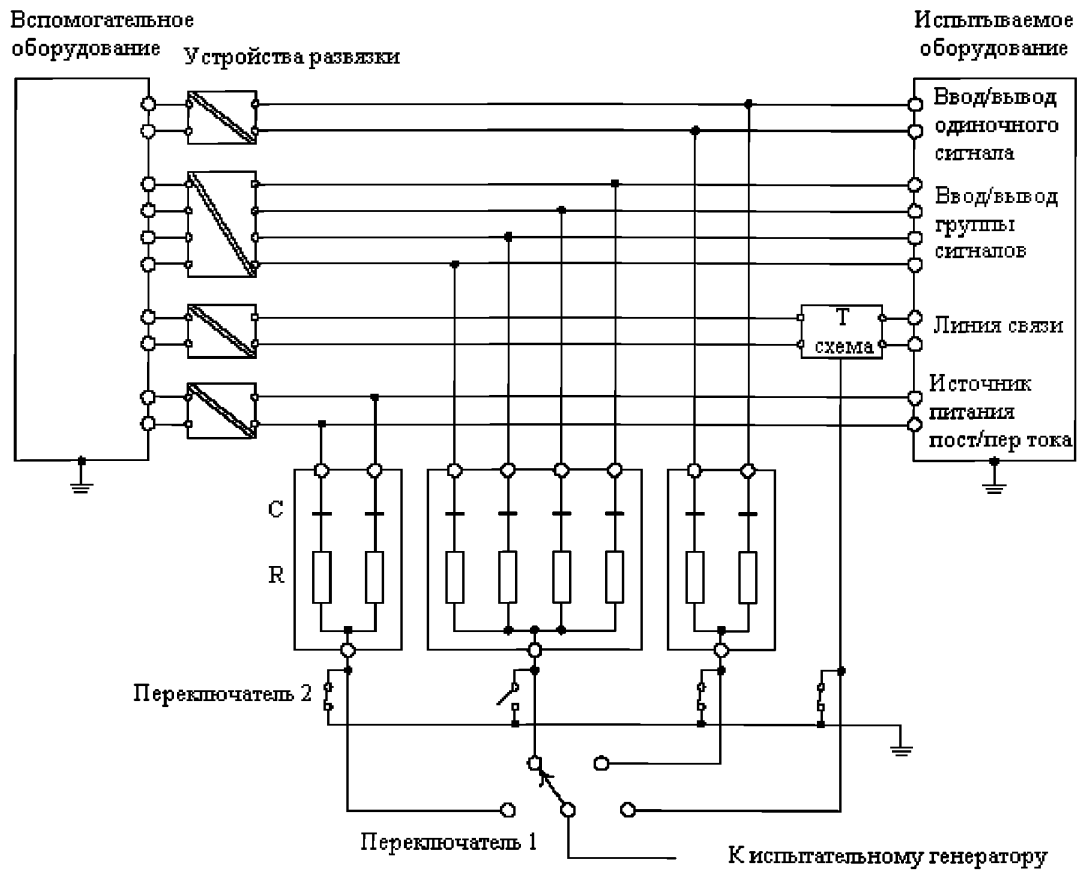 Вспомогательное
оборудование
Устройства развязки
Испытываемое
оборудование
Ввод/вывод
одиночного
сигнала
Ввод/вывод
группы
сигналов
Т
схема
Линия связи
Источник
питания
пост/пер тока
С
R
Переключатель 2
Переключатель 1
К испытательному генератору